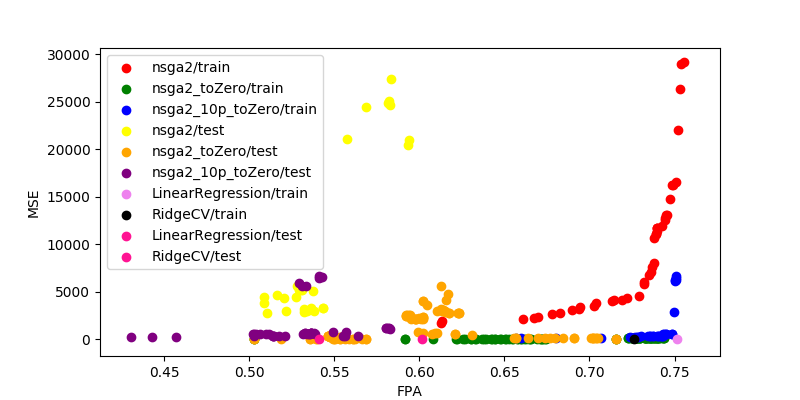 30000
25000
20000
15000
10000
5000
0
MSE
nsga2/train
nsga2_toZero/train
nsga2_10p_toZero/train
nsga2/test
nsga2_toZero/test
nsga2_10p_toZero/test
LinearRegression/train
RidgeCV/train
LinearRegression/test
RidgeCV/test
0.45 0.50 0.55 0.60 0.65 0.70 0.75
FPA